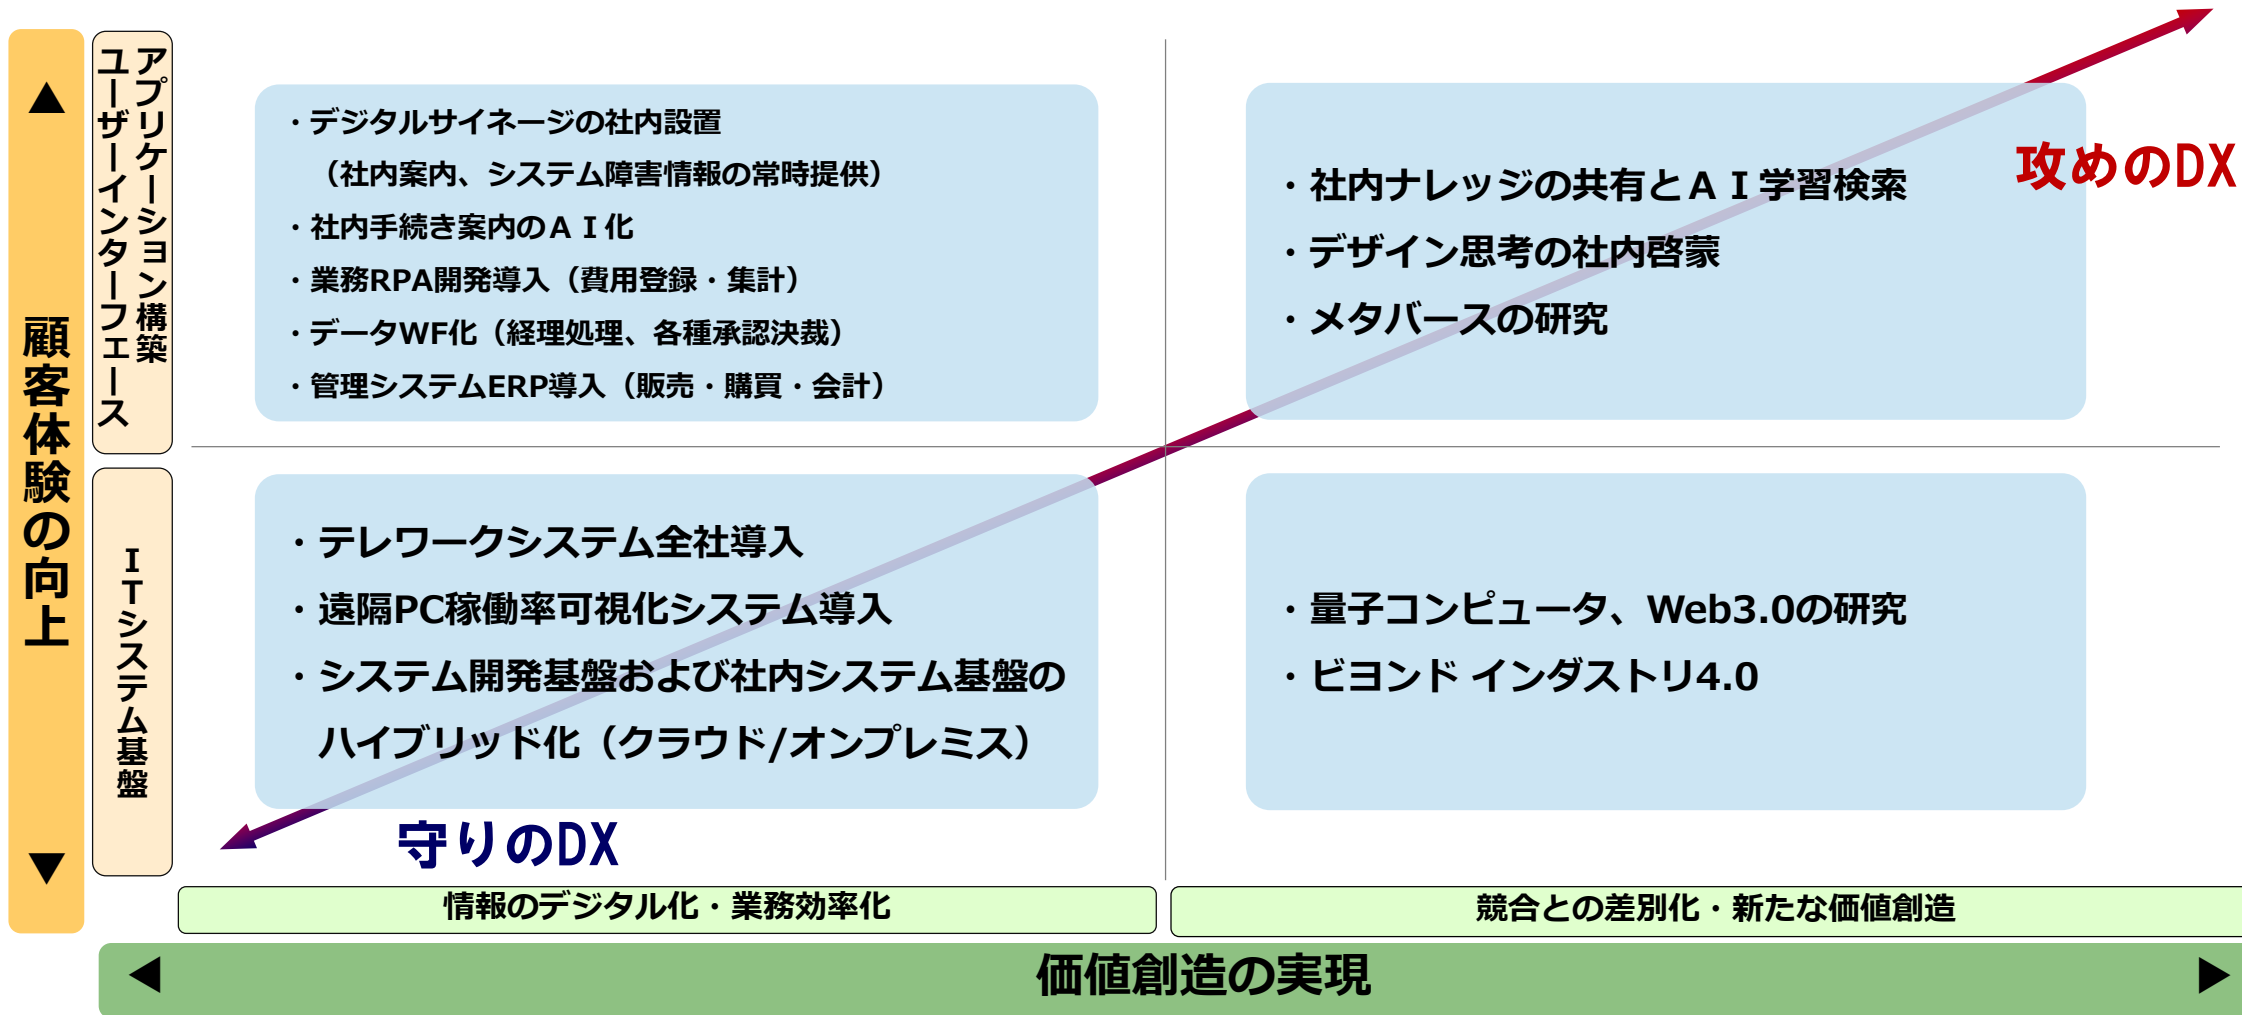 ▲
顧客体験の向上
▼
アプリケーション構築
ユーザーインターフェース
ITシステム基盤
・デジタルサイネージの社内設置
（社内案内、システム障害情報の常時提供）
・社内手続き案内のＡＩ化
・業務RPA開発導入（費用登録・集計）
・データWF化（経理処理、各種承認決裁）
・管理システムERP導入（販売・購買・会計）
・社内ナレッジの共有とＡＩ学習検索
・デザイン思考の社内啓蒙
・メタバースの研究
攻めのDX
・テレワークシステム全社導入
・遠隔PC稼働率可視化システム導入
・システム開発基盤および社内システム基盤の
ハイブリッド化（クラウド/オンプレミス）
・量子コンピュータ、Web3.0の研究
・ビヨンド インダストリ4.0
守りのDX
情報のデジタル化・業務効率化
競合との差別化・新たな価値創造
◀ 価値創造の実現 ▶